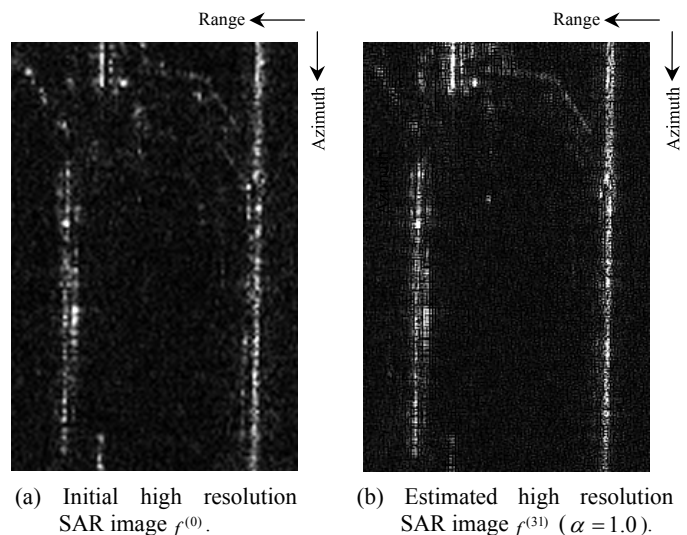 Range
Azimuth
Range
Azimuth
(a) Initial high resolution
SAR image f^(0).
(b) Estimated high resolution
SAR image f^(31) (α = 1.0).